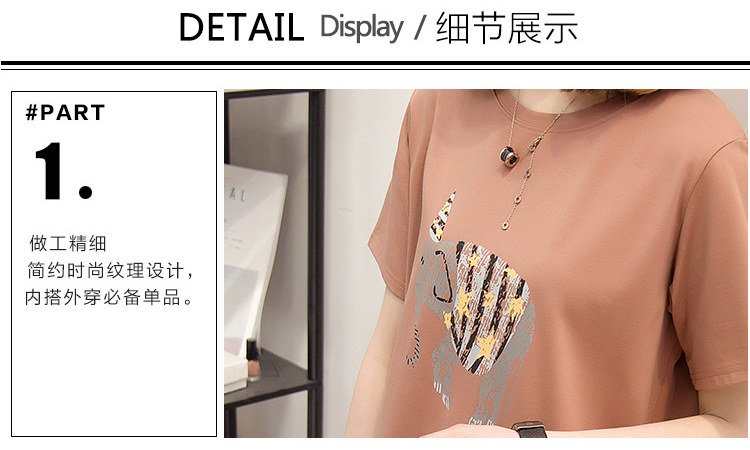 DETAIL Display / 细节展示
#PART
1.
做工精细
简约时尚纹理设计，
内搭外穿必备单品。